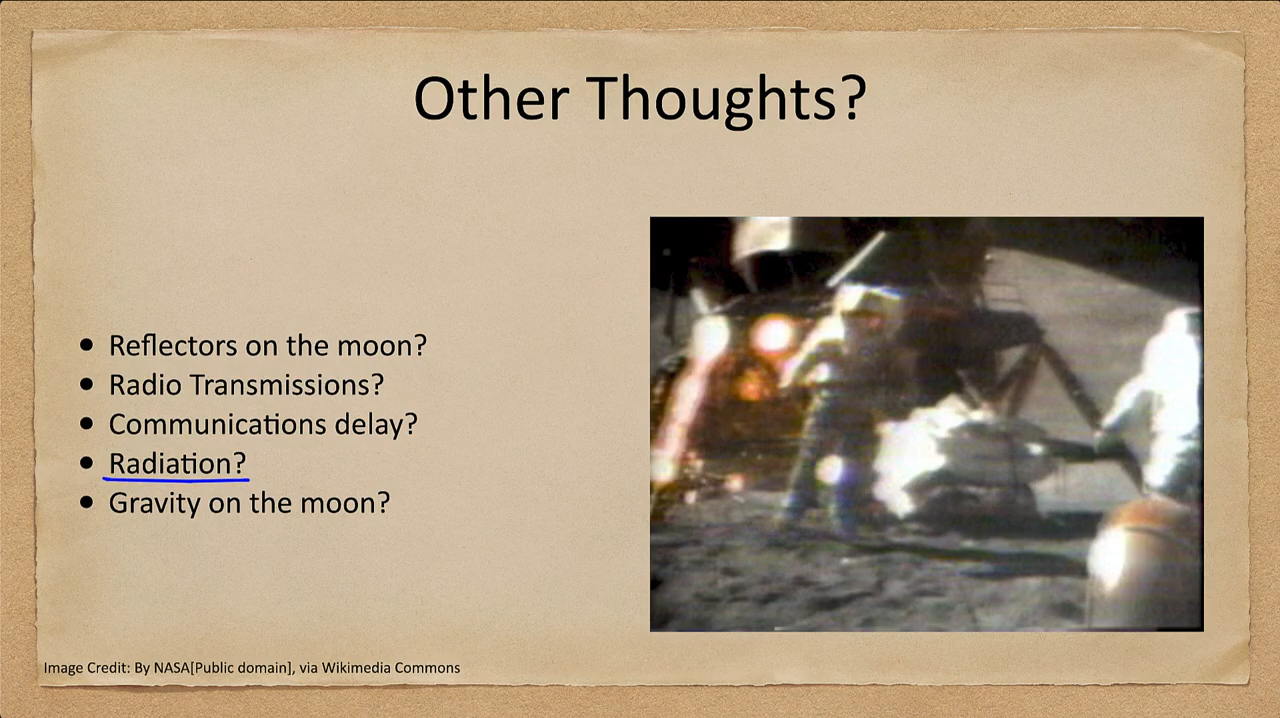 Other Thoughts?
• Reflectors on the moon?
• Radio Transmissions?
• Communications delay?
• Radiation?
• Gravity on the moon?
Image Credit: By NASA[Public domain], via Wikimedia Commons